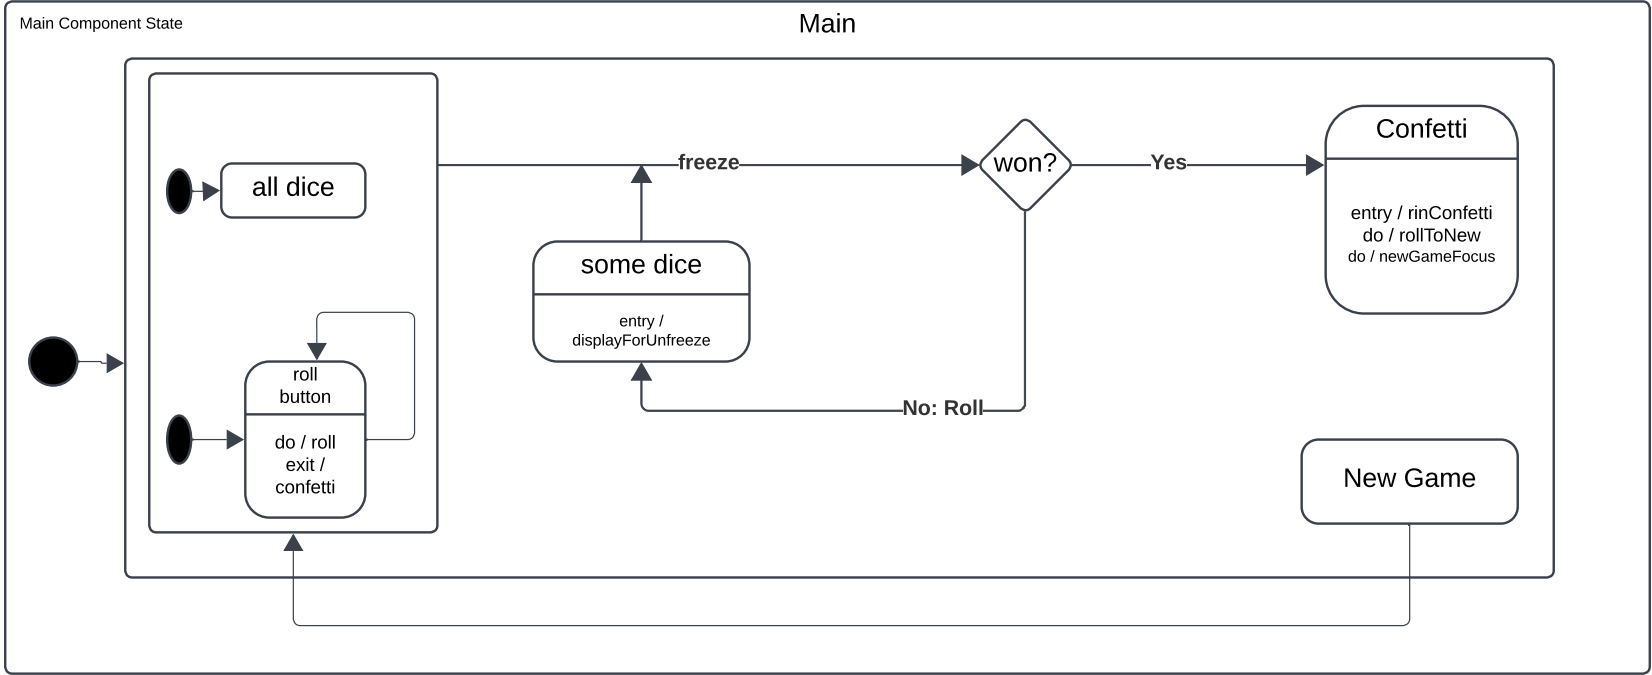 Main Component State
Main
all dice
roll
button
do / roll
exit /
confetti
freeze
some dice
entry /
displayForUnfreeze
won?
No: Roll
Yes
Confetti
entry / rinConfetti
do / rollToNew
do / newGameFocus
New Game